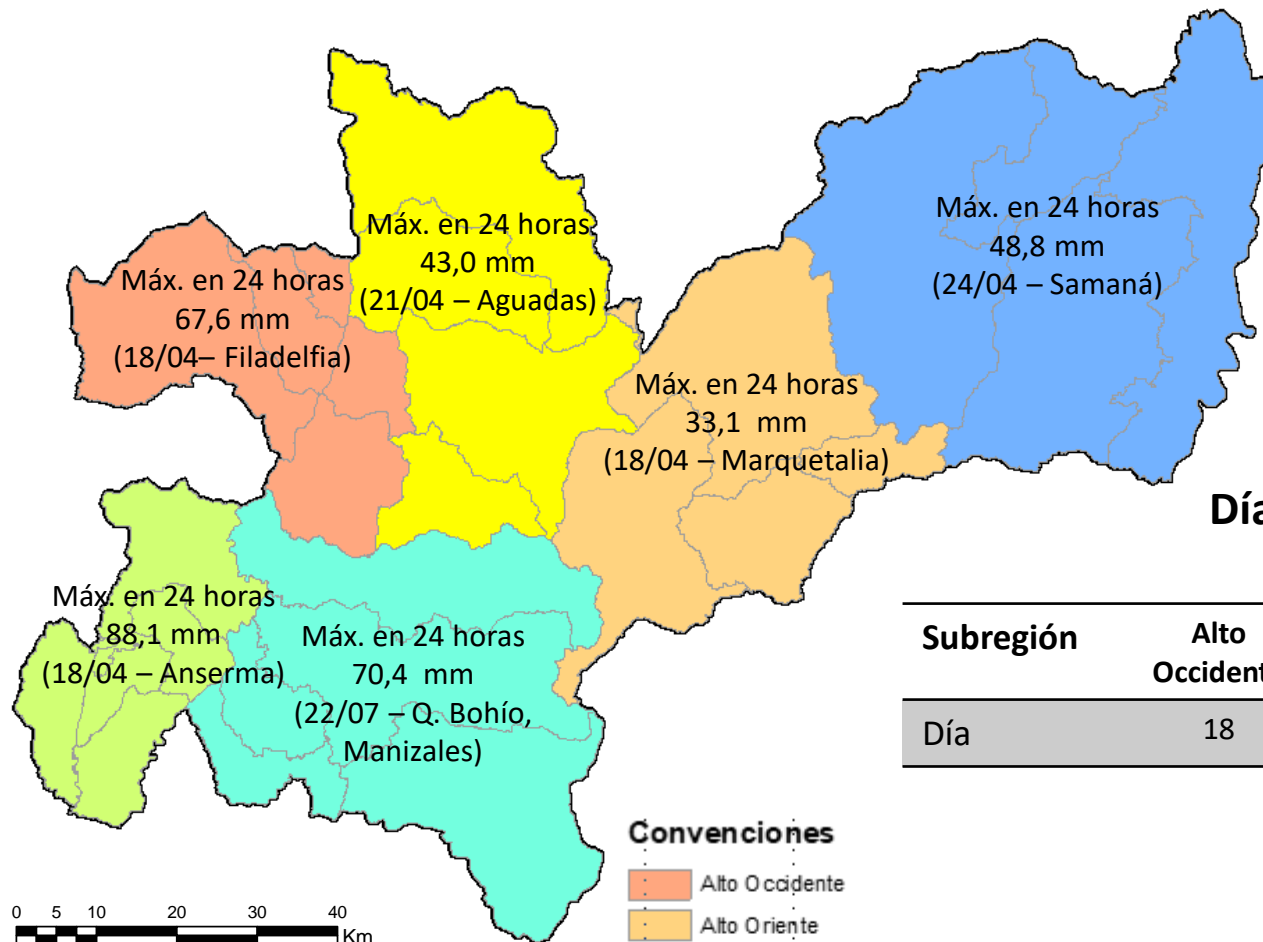 Máx. en 24 horas
43,0 mm
(21/04 – Aguadas)
Máx. en 24 horas
48,8 mm
(24/04 – Samaná)
Máx. en 24 horas
67,6 mm
(18/04– Filadelfia)
Máx. en 24 horas
33,1 mm
(18/04 – Marquetalia)
Máx. en 24 horas
88,1 mm
(18/04 – Anserma)
Máx. en 24 horas
70,4 mm
(22/07 – Q. Bohío,
Manizales)
Día
Subregión
Alto
Occident
Día
18
Convenciones
Alto Occidente
Alto Oriente
0 5 10 20 30 40
Km